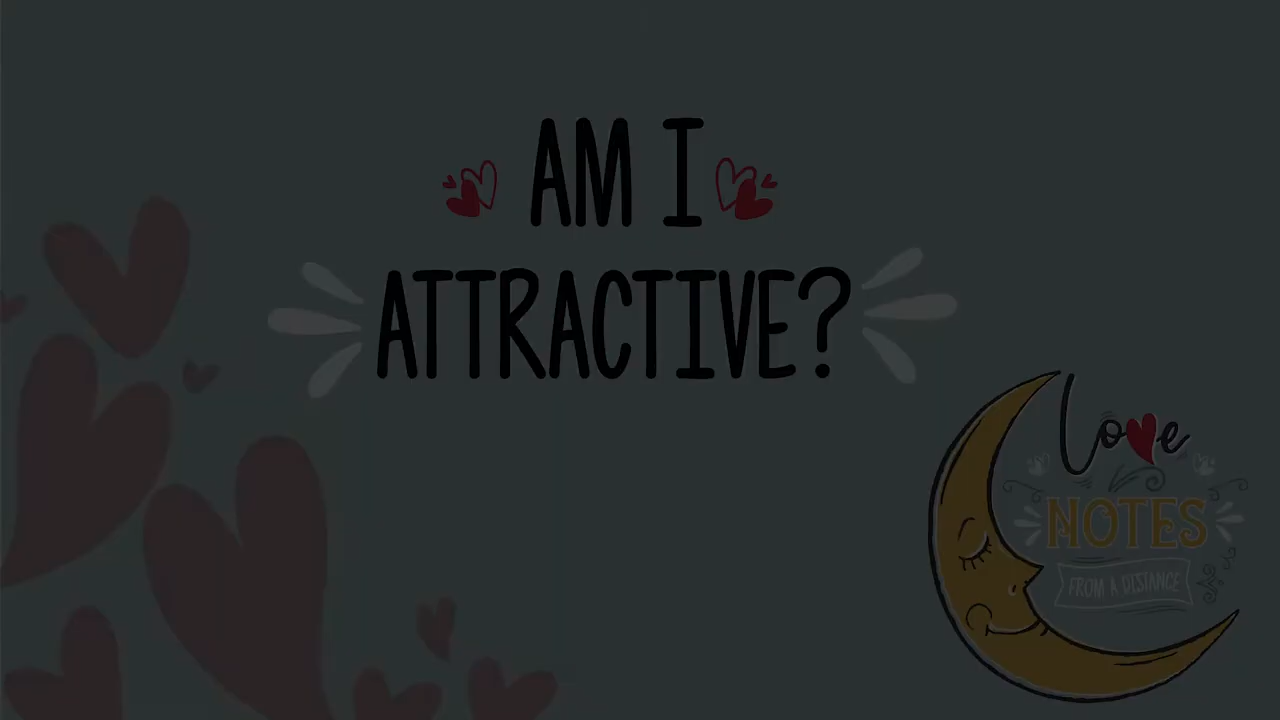 AM I
ATTRACTIVE?
Love
NOTES
FROM A DISTANCE